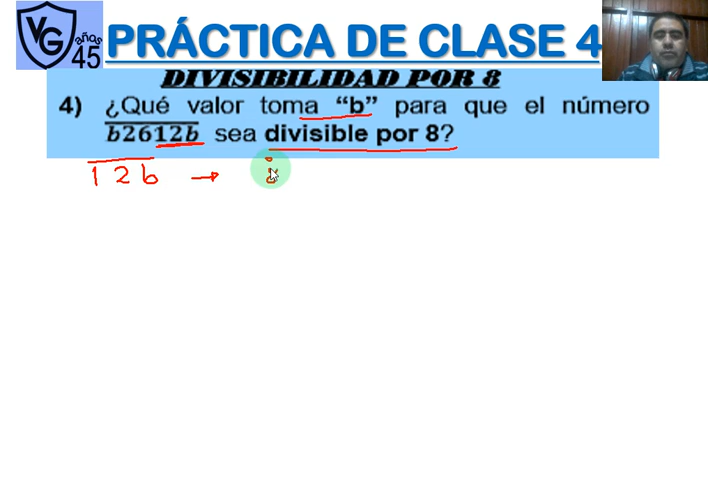 VG
años
45
PRÁCTICA DE CLASE 4
DIVISIBILIDAD POR 8
4) ¿Qué valor toma “b” para que el número
b2612b sea divisible por 8?
12b →